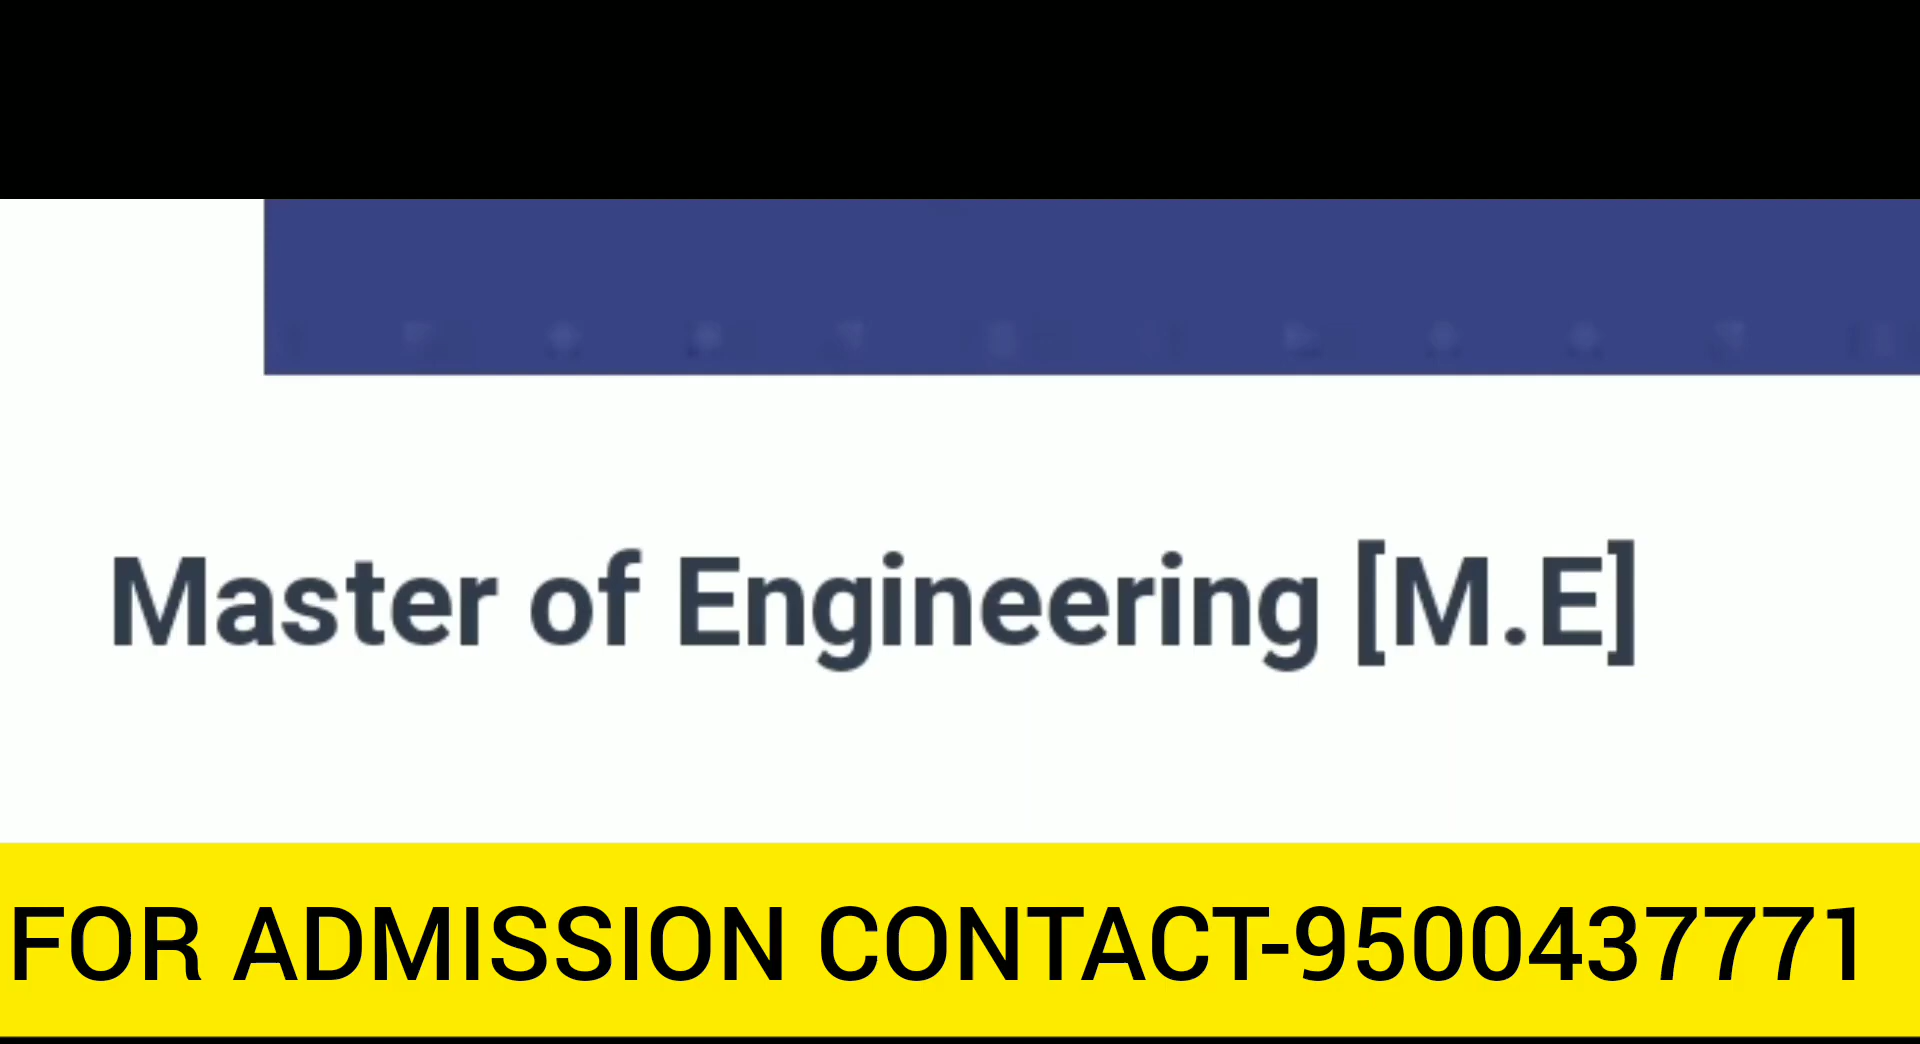 Master of Engineering [M.E]
FOR ADMISSION CONTACT-9500437771